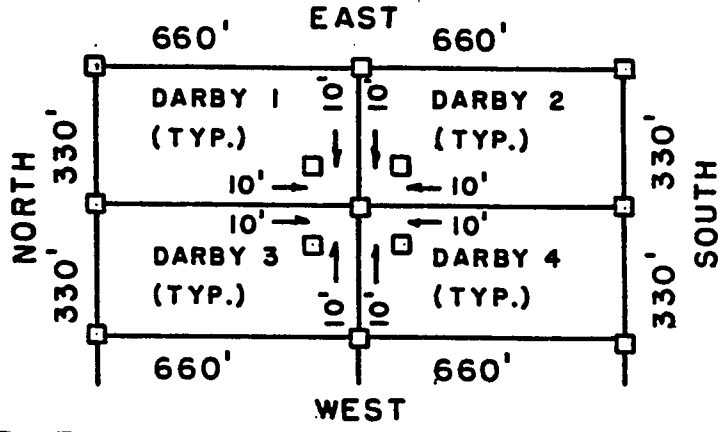 EAST
660' 660'
DARBY 1 10' 10' DARBY 2
(TYP.) (TYP.)
NORTH 330' 330' SOUTH
10' 10'
10' 10'
DARBY 3 DARBY 4
(TYP.) 10' 10' (TYP.)
330' 330'
660' 660'
WEST